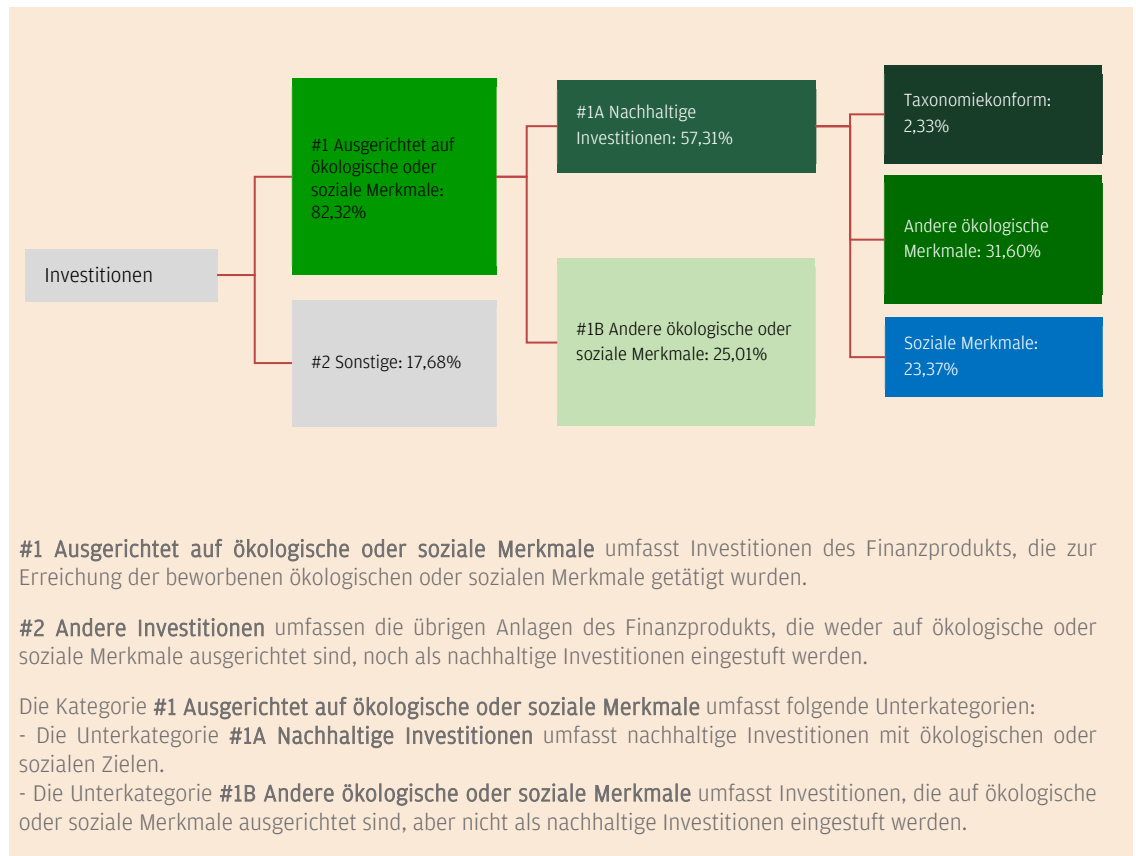 Investitionen
#1 Ausgerichtet auf
ökologische oder
soziale Merkmale:
82,32%
#2 Sonstige: 17,68%
#1A Nachhaltige
Investitionen: 57,31%
#1B Andere ökologische oder
soziale Merkmale: 25,01%
Taxonomiekonform:
2,33%
Andere ökologische
Merkmale: 31,60%
Soziale Merkmale:
23,37%
#1 Ausgerichtet auf ökologische oder soziale Merkmale umfasst Investitionen des Finanzprodukts, die zur
Erreichung der beworbenen ökologischen oder sozialen Merkmale getätigt wurden.
#2 Andere Investitionen umfassen die übrigen Anlagen des Finanzprodukts, die weder auf ökologische oder
soziale Merkmale ausgerichtet sind, noch als nachhaltige Investitionen eingestuft werden.
Die Kategorie #1 Ausgerichtet auf ökologische oder soziale Merkmale umfasst folgende Unterkategorien:
- Die Unterkategorie #1A Nachhaltige Investitionen umfasst nachhaltige Investitionen mit ökologischen oder
sozialen Zielen.
- Die Unterkategorie #1B Andere ökologische oder soziale Merkmale umfasst Investitionen, die auf ökologische
oder soziale Merkmale ausgerichtet sind, aber nicht als nachhaltige Investitionen eingestuft werden.